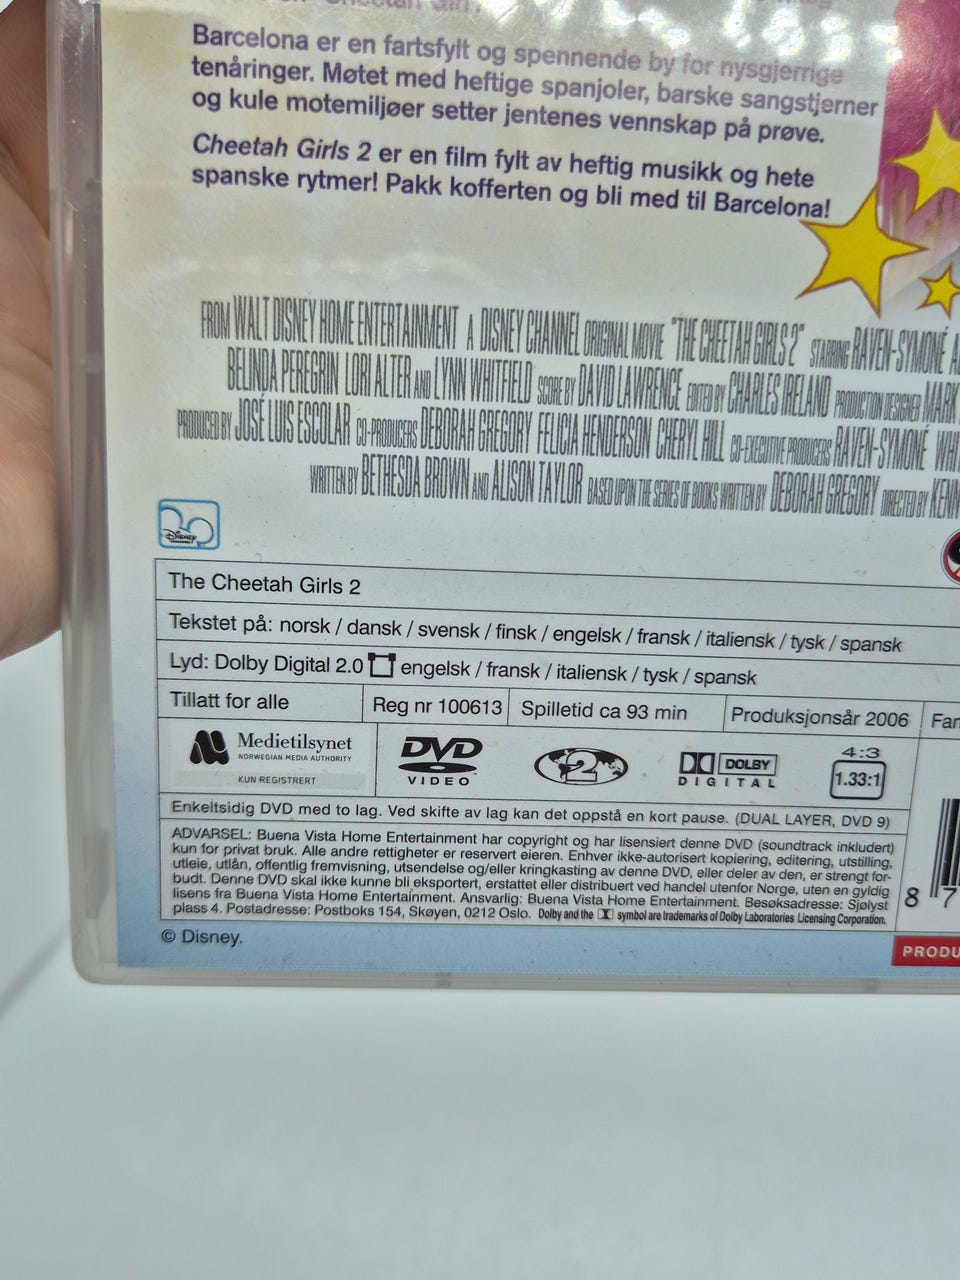 Cheetah Girl
Barcelona er en fartsfylt og spennende by for nysgjerrige
tenåringer. Møtet med heftige spanjoler, barske sangstjerner
og kule motemiljøer setter jentenes vennskap på prøve.
Cheetah Girls 2 er en film fylt av heftig musikk og hete
spanske rytmer! Pakk kofferten og bli med til Barcelona!
FROM WALT DISNEY HOME ENTERTAINMENT A DISNEY CHANNEL ORIGINAL MOVIE "THE CHEETAH GIRLS 2" STARRING RAVEN-SYMONÉ
BELINDA PEREGRIN LORI ALTER AND LYNN WHITFIELD SCORE BY DAVID LAWRENCE EDITED BY CHARLES IRELAND PRODUCTION DESIGNER MARK
PRODUCED BY JOSÉ LUIS ESCOLAR CO-PRODUCERS DEBORAH GREGORY FELICIA HENDERSON CHERYL HILL CO-EXECUTIVE PRODUCERS RAVEN-SYMONÉ WHI
WRITTEN BY BETHESDA BROWN AND ALISON TAYLOR BASED UPON THE SERIES OF BOOKS WRITTEN BY DEBORAH GREGORY DIRECTED BY KENN
Disney
CHANNEL
The Cheetah Girls 2
Tekstet på: norsk / dansk / svensk / finsk / engelsk / fransk / italiensk / tysk / spansk
Lyd: Dolby Digital 2.0 engelsk / fransk / italiensk / tysk / spansk
Tillatt for alle Reg nr 100613 Spilletid ca 93 min Produksjonsår 2006 Fam
Medietilsynet
NORWEGIAN MEDIA AUTHORITY
KUN REGISTRERT
DVD
VIDEO
2
DOLBY
DIGITAL
4:3
1.33:1
Enkeltsidig DVD med to lag. Ved skifte av lag kan det oppstå en kort pause. (DUAL LAYER, DVD 9)
ADVARSEL: Buena Vista Home Entertainment har copyright og har lisensiert denne DVD (soundtrack inkludert)
kun for privat bruk. Alle andre rettigheter er reservert eieren. Enhver ikke-autorisert kopiering, editering, utstilling,
utleie, utlån, offentlig fremvisning, utsendelse og/eller kringkasting av denne DVD, eller deler av den, er strengt for-
budt. Denne DVD skal ikke kunne bli eksportert, erstattet eller distribuert ved handel utenfor Norge, uten en gyldig
lisens fra Buena Vista Home Entertainment. Ansvarlig: Buena Vista Home Entertainment. Besøksadresse: Sjølyst
plass 4. Postadresse: Postboks 154, Skøyen, 0212 Oslo. Dolby and the symbol are trademarks of Dolby Laboratories Licensing Corporation.
8 7
© Disney.
PRODU